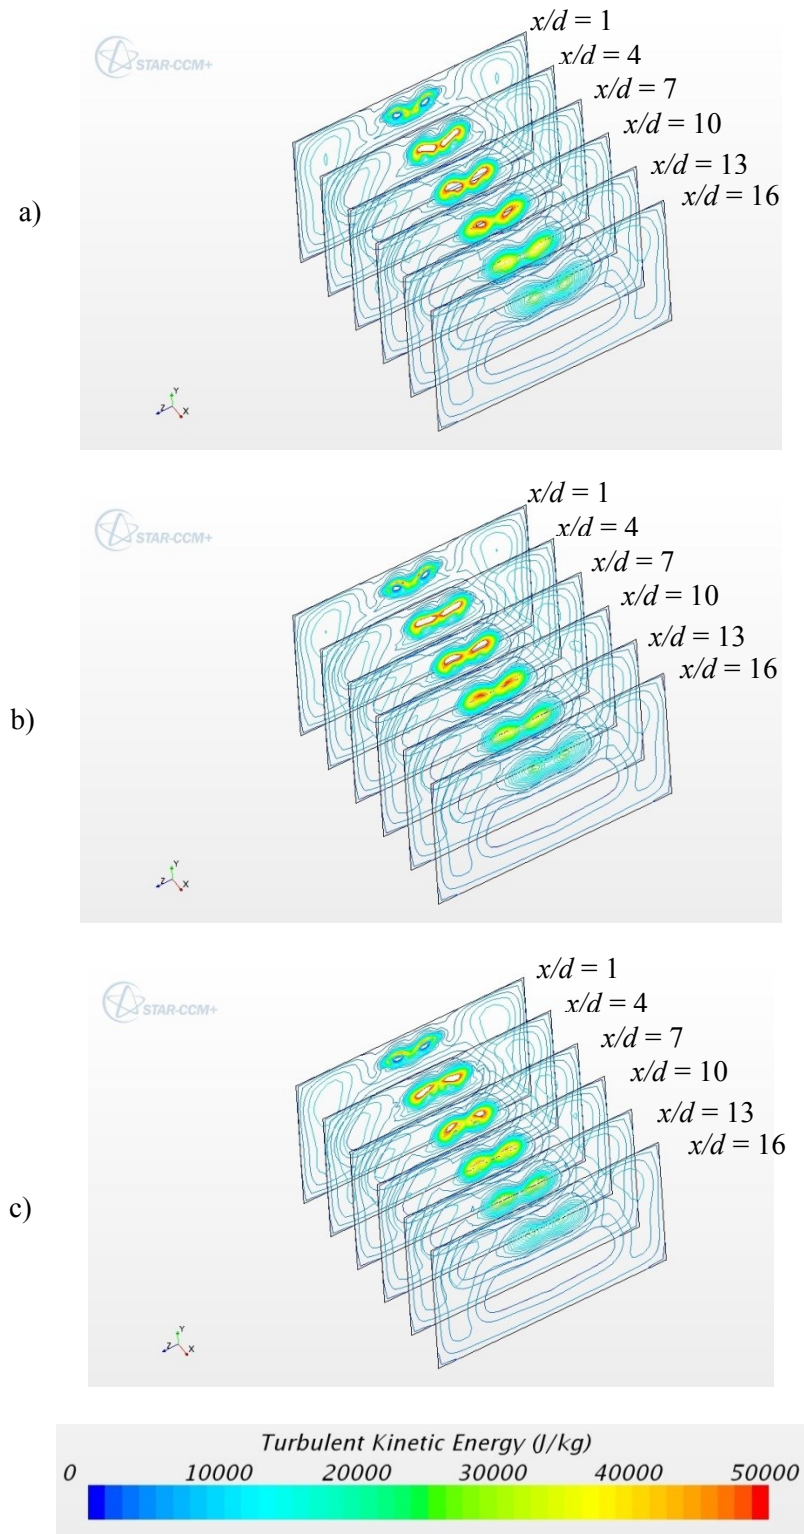 x/d = 1
STAR-CCM+
x/d = 4
x/d = 7
x/d = 10
x/d = 13
x/d = 16
a)
Y
Z
X
x/d = 1
STAR-CCM+
x/d = 4
x/d = 7
x/d = 10
x/d = 13
x/d = 16
b)
Y
Z
X
x/d = 1
STAR-CCM+
x/d = 4
x/d = 7
x/d = 10
x/d = 13
x/d = 16
c)
Y
Z
X
Turbulent Kinetic Energy (J/kg)
0 10000 20000 30000 40000 50000